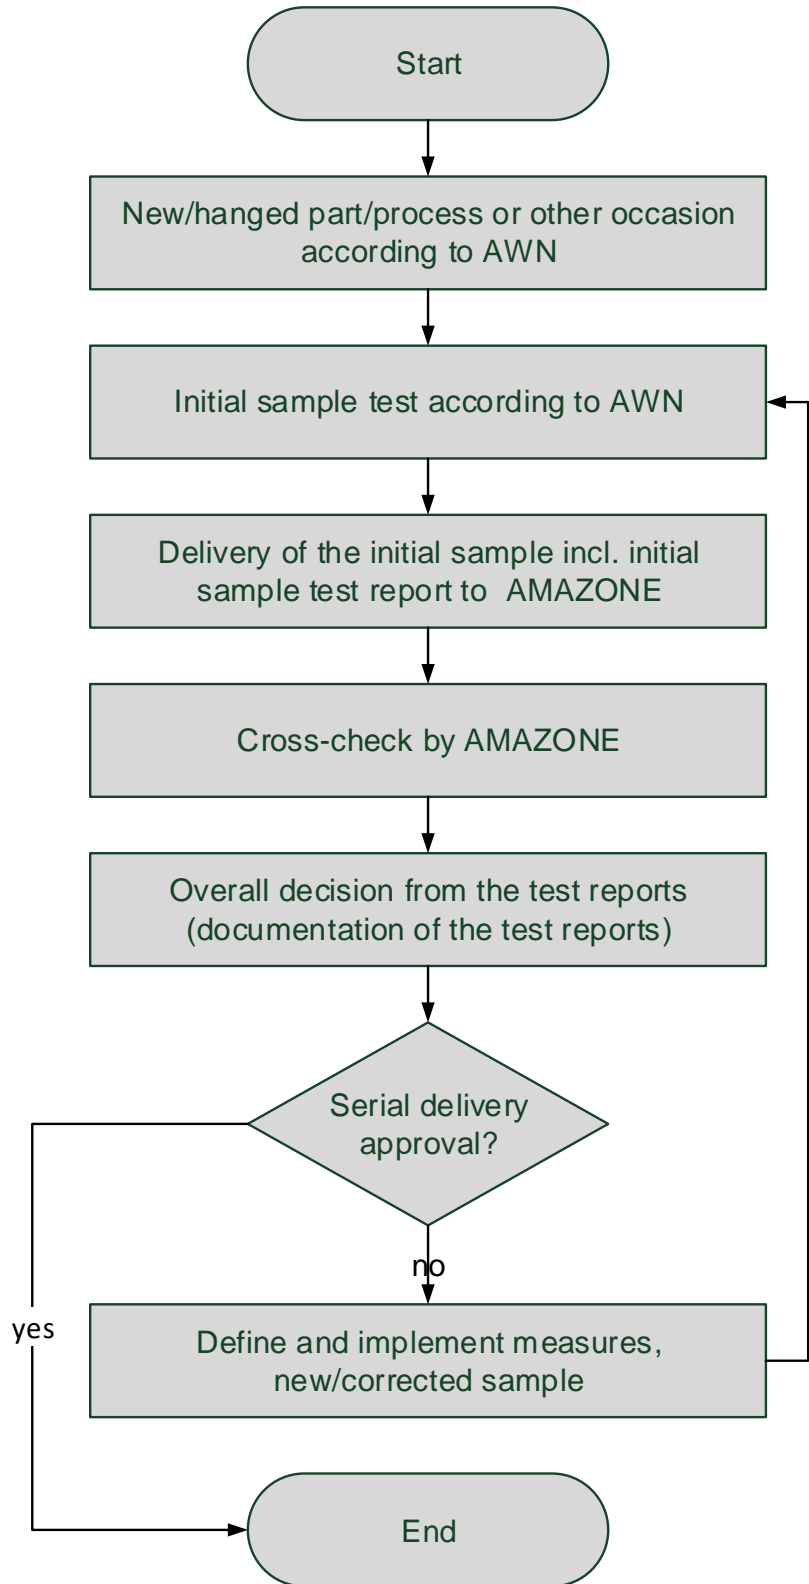 Start
New/hanged part/process or other occasion
according to AWN
Initial sample test according to AWN
Delivery of the initial sample incl. initial
sample test report to  AMAZONE
Cross-check by AMAZONE
Overall decision from the test reports
(documentation of the test reports)
Serial delivery
approval?
no
yes
Define and implement measures,
new/corrected sample
End